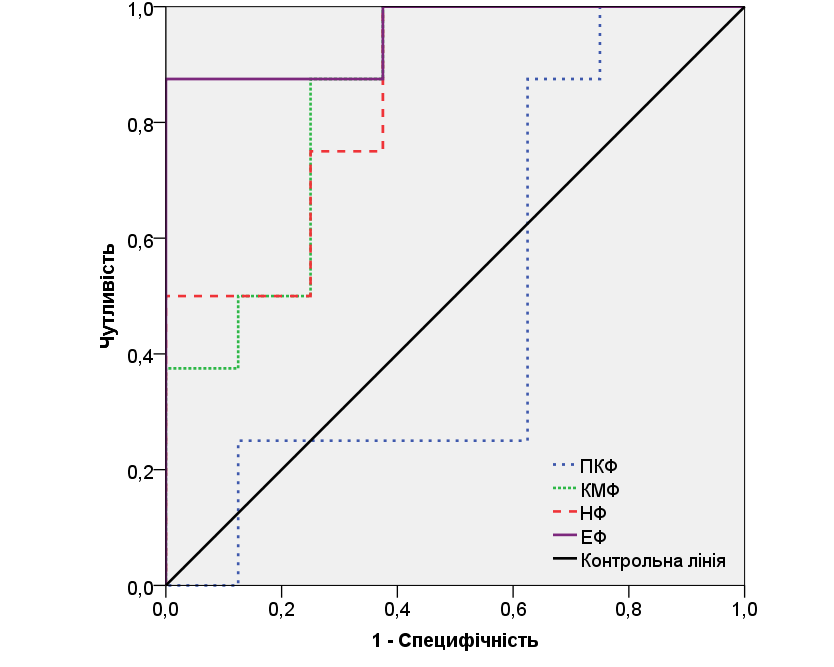 1,0
0,8
0,6
0,4
0,2
0,0
Чутливість
ПКФ
КМФ
НФ
ЕФ
Контрольна лінія
0,0 0,2 0,4 0,6 0,8 1,0
1 - Специфічність